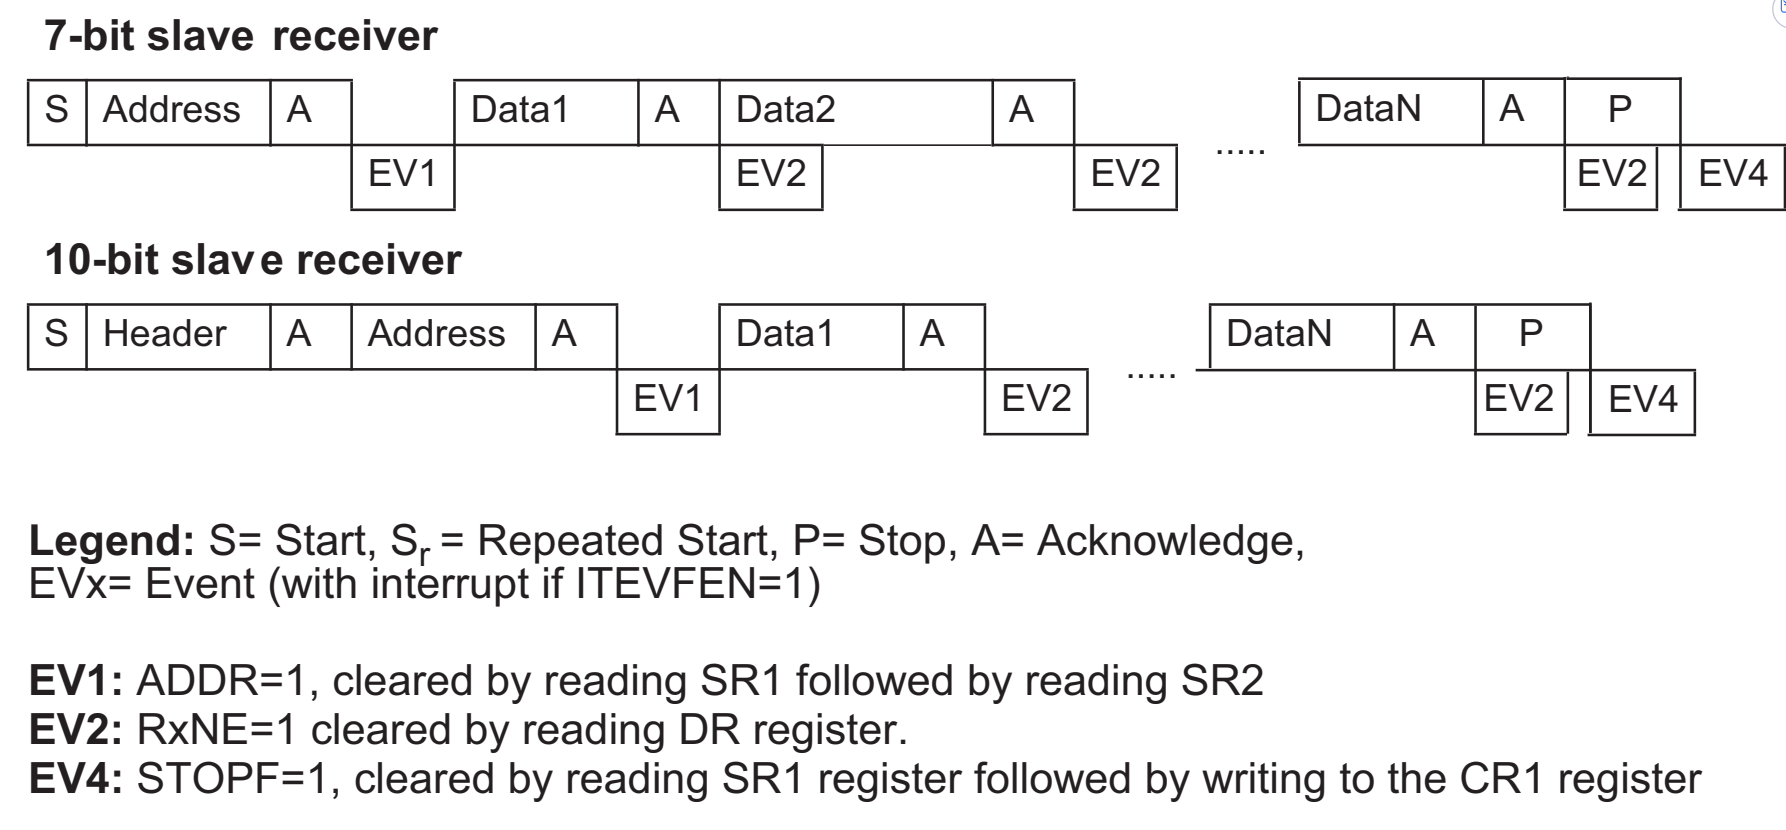 7-bit slave receiver
S Address A Data1 A Data2 A ..... DataN A P
EV1 EV2 EV2 EV2 EV4
10-bit slave receiver
S Header A Address A Data1 A ..... DataN A P
EV1 EV2 EV2 EV4
Legend: S= Start, Sr = Repeated Start, P= Stop, A= Acknowledge,
EVx= Event (with interrupt if ITEVFEN=1)
EV1: ADDR=1, cleared by reading SR1 followed by reading SR2
EV2: RxNE=1 cleared by reading DR register.
EV4: STOPF=1, cleared by reading SR1 register followed by writing to the CR1 register